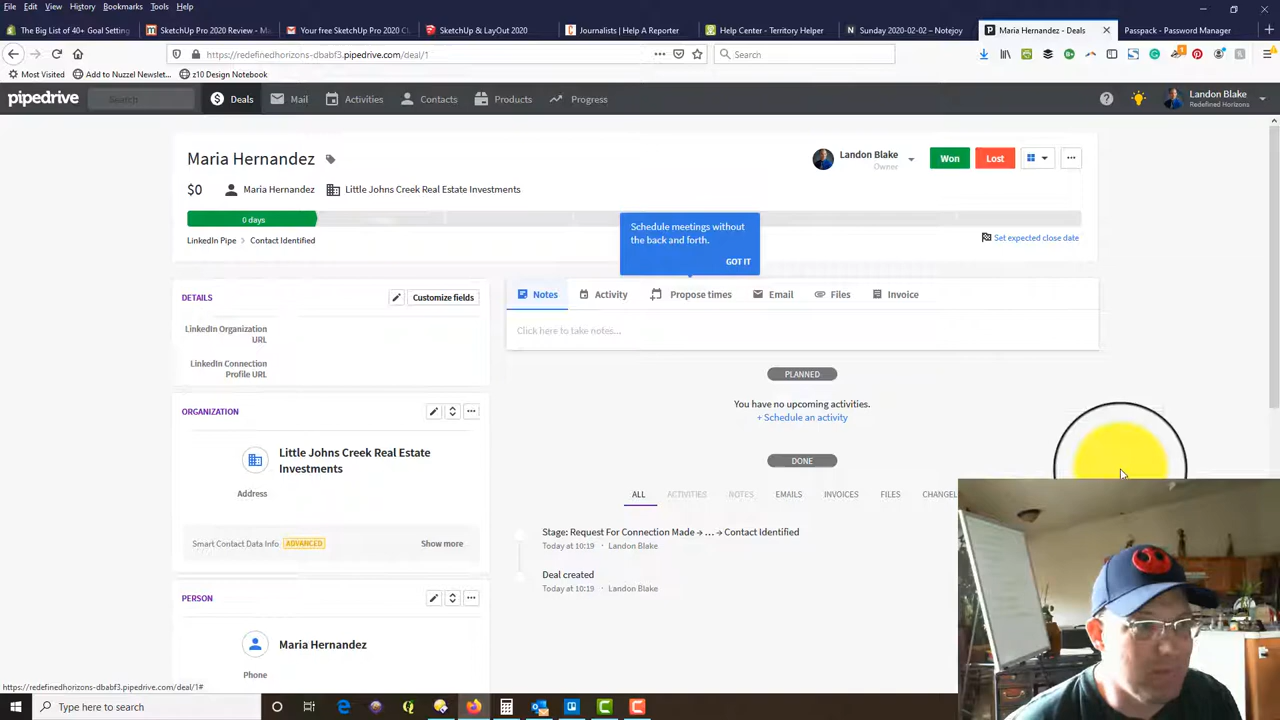 File Edit View History Bookmarks Tools Help
The Big List of 40+ Goal Setting
SketchUp Pro 2020 Review - Ma
Your free SketchUp Pro 2020 C
SketchUp & LayOut 2020
Journalists | Help A Reporter
Help Center - Territory Helper
Sunday 2020-02-02 – Notejoy
Maria Hernandez - Deals
Passpack - Password Manager
https://redefinedhorizons-dbabf3.pipedrive.com/deal/1
Search
Most Visited
Add to Nuzzel Newslet...
z10 Design Notebook
pipedrive
Search
Deals
Mail
Activities
Contacts
Products
Progress
Landon Blake
Redefined Horizons
Maria Hernandez
Landon Blake
Owner
Won
Lost
$0
Maria Hernandez
Little Johns Creek Real Estate Investments
0 days
LinkedIn Pipe > Contact Identified
Set expected close date
Schedule meetings without
the back and forth.
GOT IT
DETAILS
Customize fields
LinkedIn Organization
URL
LinkedIn Connection
Profile URL
ORGANIZATION
Little Johns Creek Real Estate
Investments
Address
Smart Contact Data Info
ADVANCED
Show more
PERSON
Maria Hernandez
Phone
Notes
Activity
Propose times
Email
Files
Invoice
Click here to take notes...
PLANNED
You have no upcoming activities.
+ Schedule an activity
DONE
ALL
ACTIVITIES
NOTES
EMAILS
INVOICES
FILES
Stage: Request For Connection Made → ... → Contact Identified
Today at 10:19 · Landon Blake
Deal created
Today at 10:19 · Landon Blake
https://redefinedhorizons-dbabf3.pipedrive.com/deal/1#
Type here to search